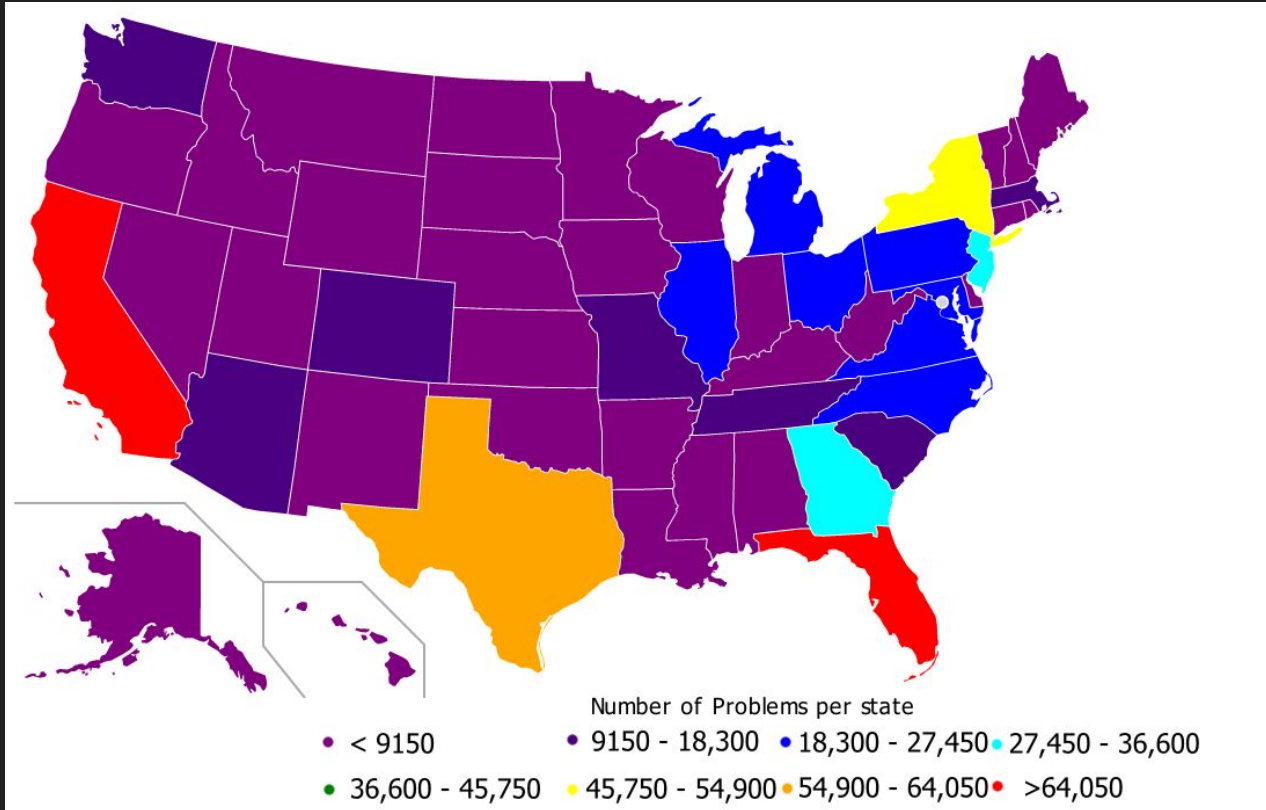 Number of Problems per state
< 9150 9150 - 18,300 18,300 - 27,450 27,450 - 36,600
36,600 - 45,750 45,750 - 54,900 54,900 - 64,050 >64,050